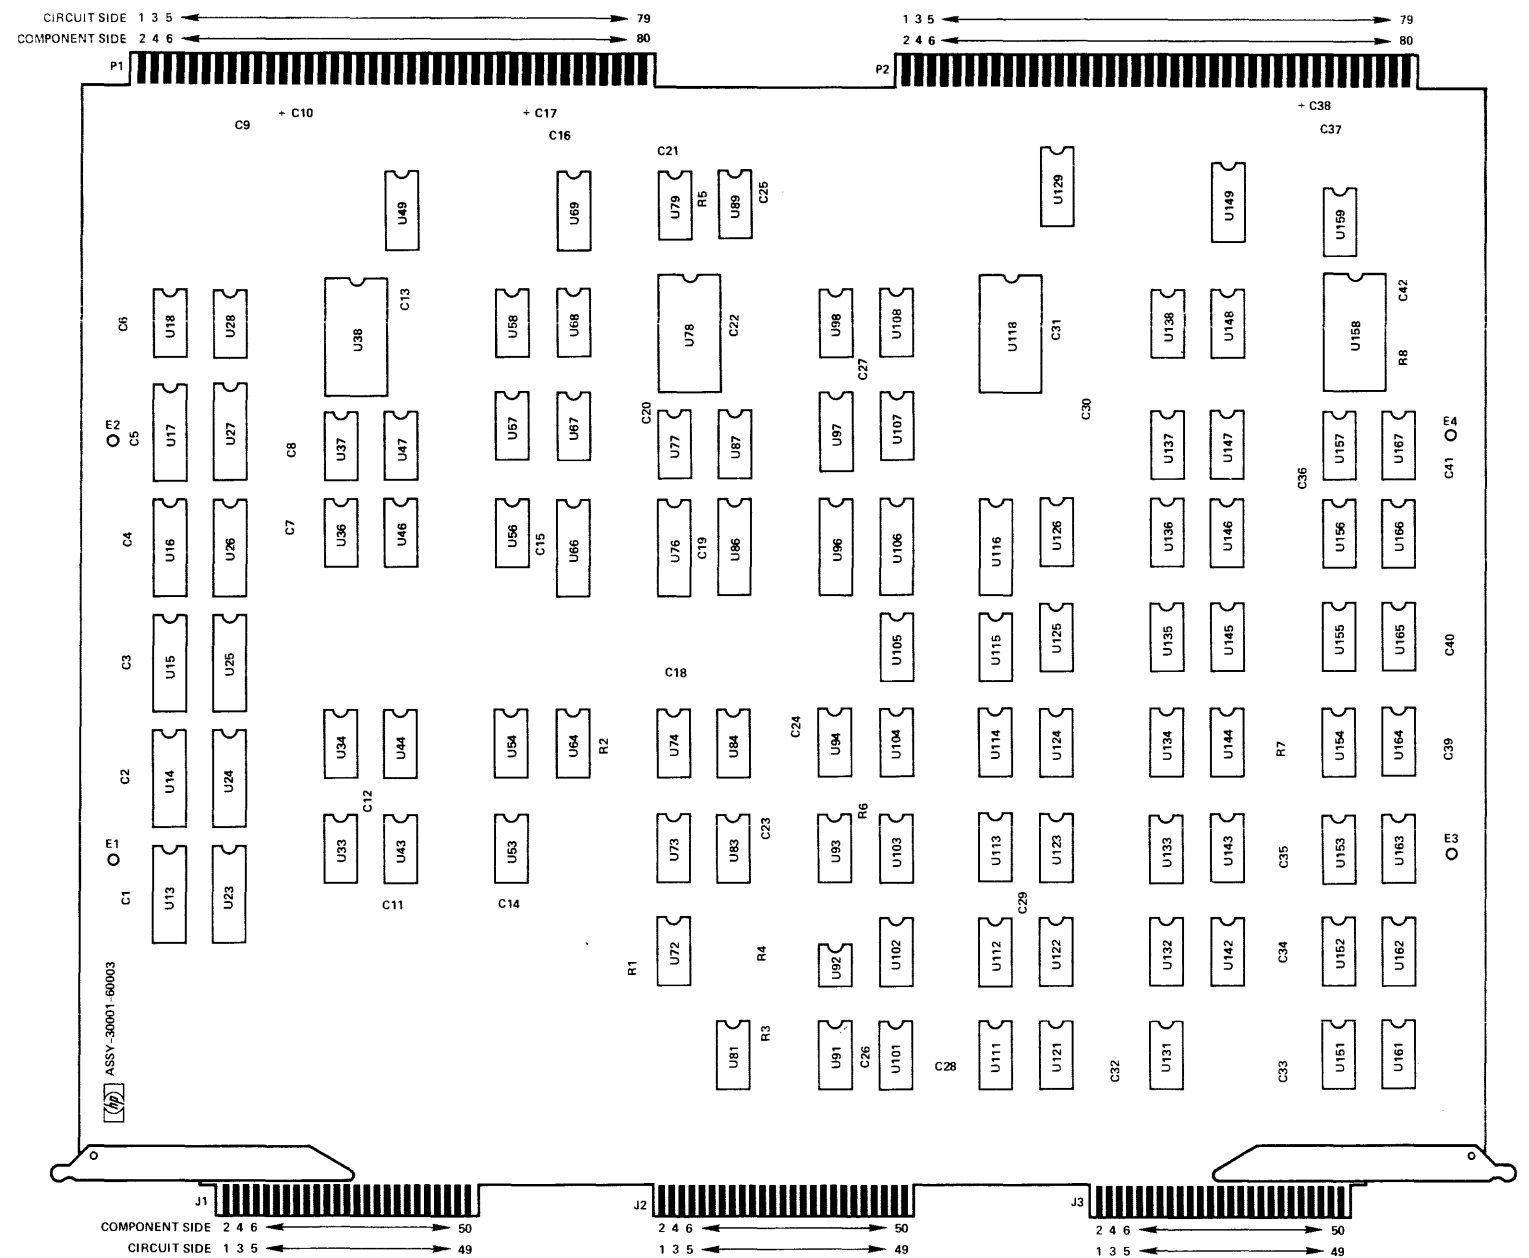 CIRCUIT SIDE 1 3 5 79
COMPONENT SIDE 2 4 6 80
1 3 5 79
2 4 6 80
P1
P2
C9
+ C10
+ C17
C16
+ C38
C37
C21
U49
U69
U79
R5
U89
C25
U129
U149
U159
C6
U18
U28
U38
C13
U58
U68
U78
C22
U98
U108
C27
U118
C31
U138
U148
U158
C42
R8
E2
C5
U17
U27
C8
U37
U47
U57
U67
C20
U77
U87
U97
U107
C30
U137
U147
C36
U157
U167
E4
C41
C4
U16
U26
C7
U36
U46
U56
C15
U66
U76
C19
U86
U96
U106
U116
U126
U136
U146
U156
U166
C3
U15
U25
C18
U105
U115
U125
U135
U145
U155
U165
C40
C2
U14
U24
U34
U44
C12
U54
U64
R2
U74
U84
C24
U94
U104
U114
U124
U134
U144
R7
U154
U164
C39
E1
C1
U13
U23
U33
U43
C11
U53
C14
U73
U83
C23
U93
R6
U103
U113
U123
C29
U133
U143
C35
U153
U163
E3
R1
U72
R4
U92
U102
U112
U122
U132
U142
C34
U152
U162
ASSY-30001-60003
hp
U81
R3
U91
C26
U101
C28
U111
U121
C32
U131
C33
U151
U161
J1
J2
J3
COMPONENT SIDE 2 4 6 50
CIRCUIT SIDE 1 3 5 49
2 4 6 50
1 3 5 49
2 4 6 50
1 3 5 49